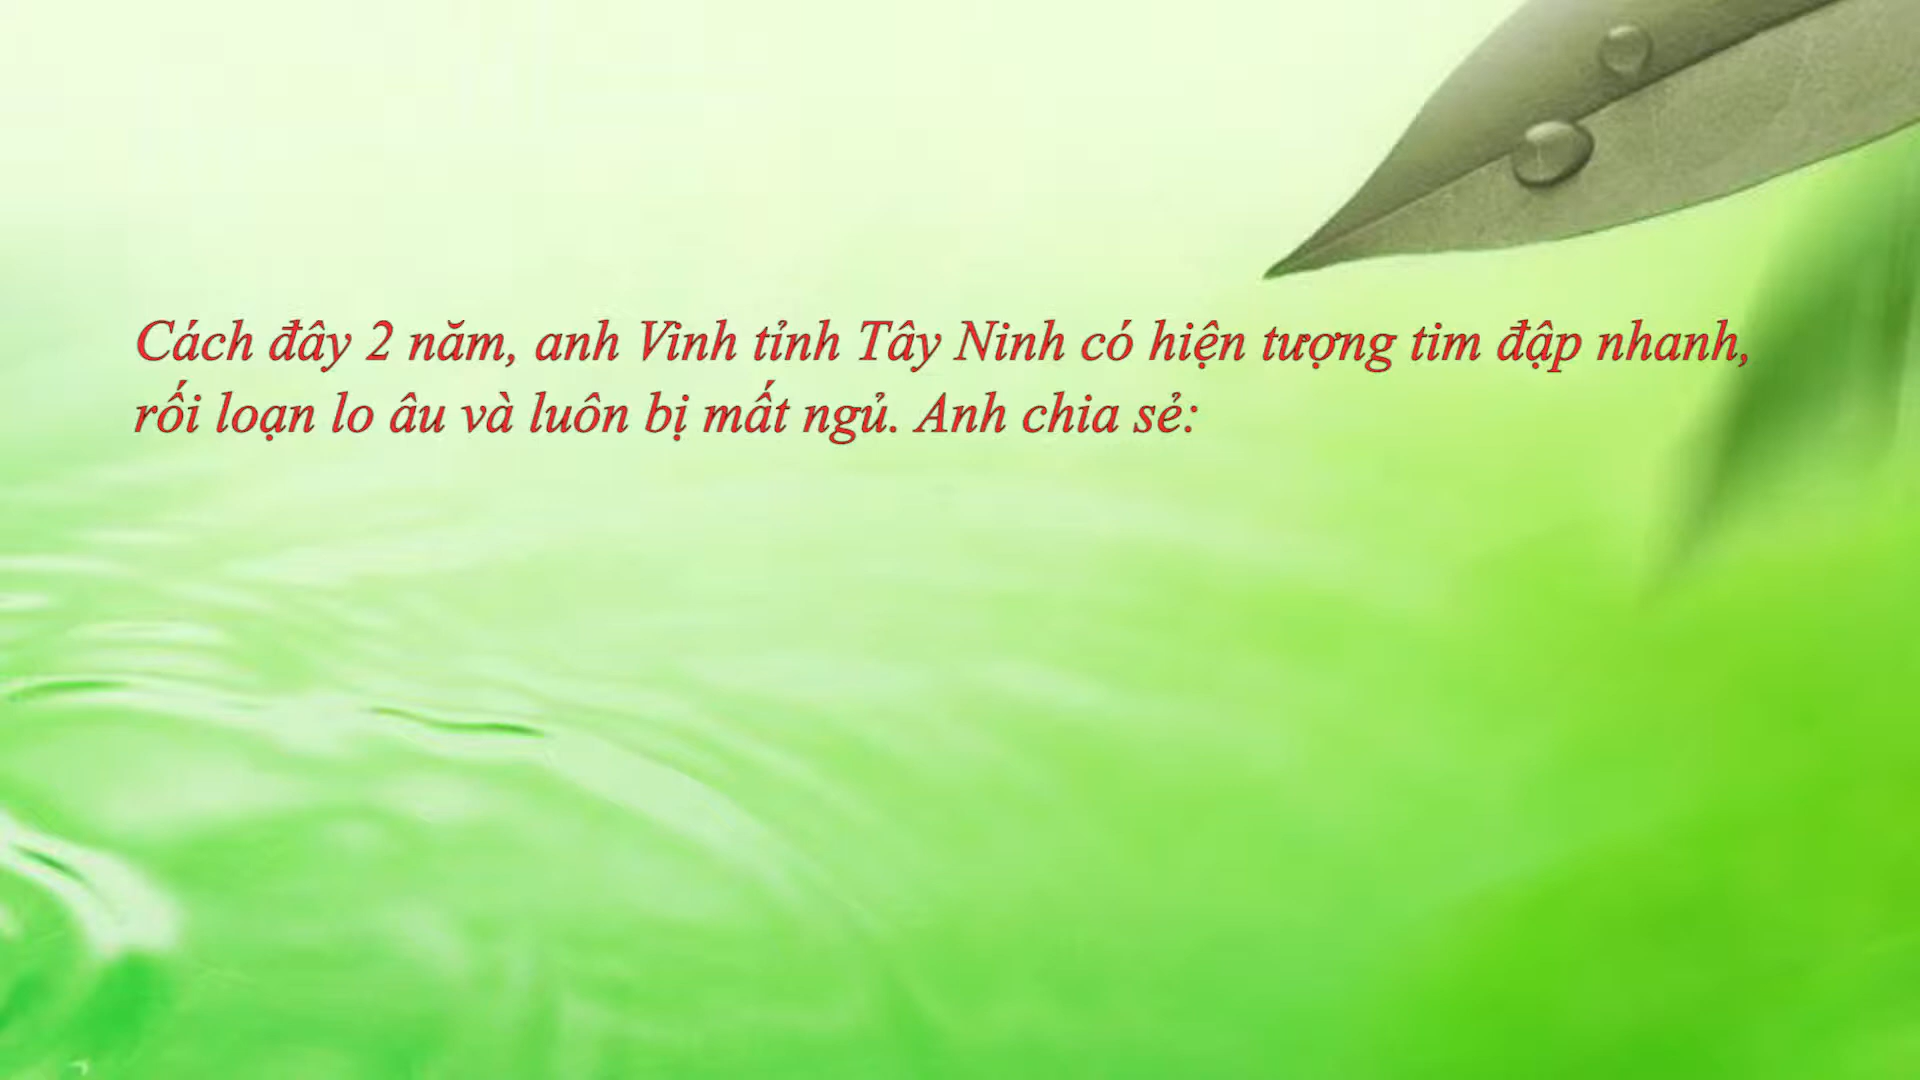 Cách đây 2 năm, anh Vinh tỉnh Tây Ninh có hiện tượng tim đập nhanh,
rối loạn lo âu và luôn bị mất ngủ. Anh chia sẻ: